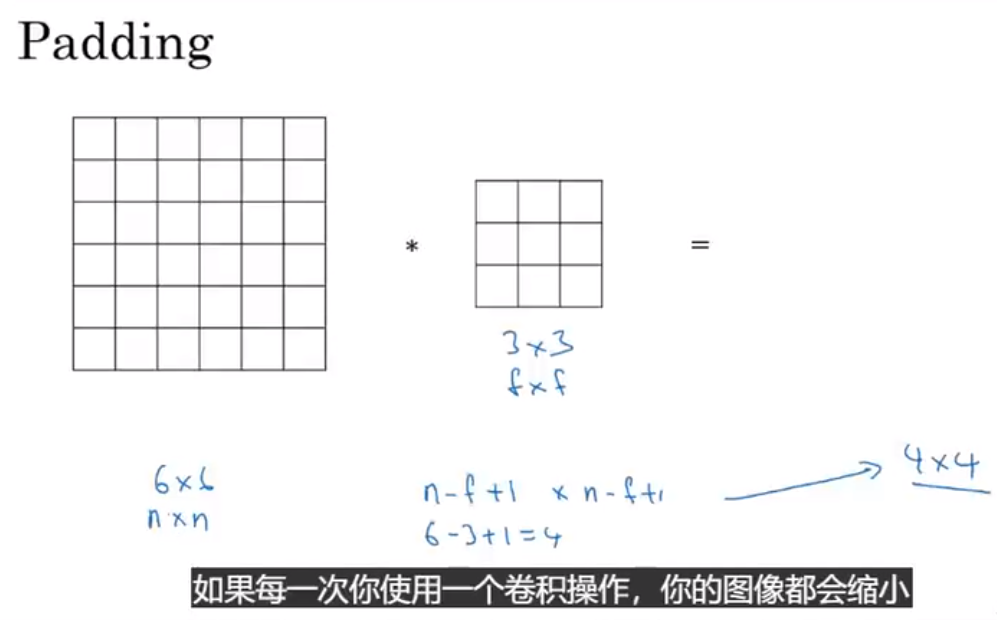 Padding
* =
3×3
f×f
4×4
6×6
n×n
n-f+1 × n-f+1
6-3+1=4
如果每一次你使用一个卷积操作，你的图像都会缩小